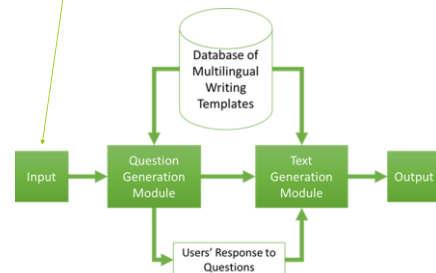 Database of
Multilingual
Writing
Templates
Input
Question
Generation
Module
Text
Generation
Module
Output
Users' Response to
Questions